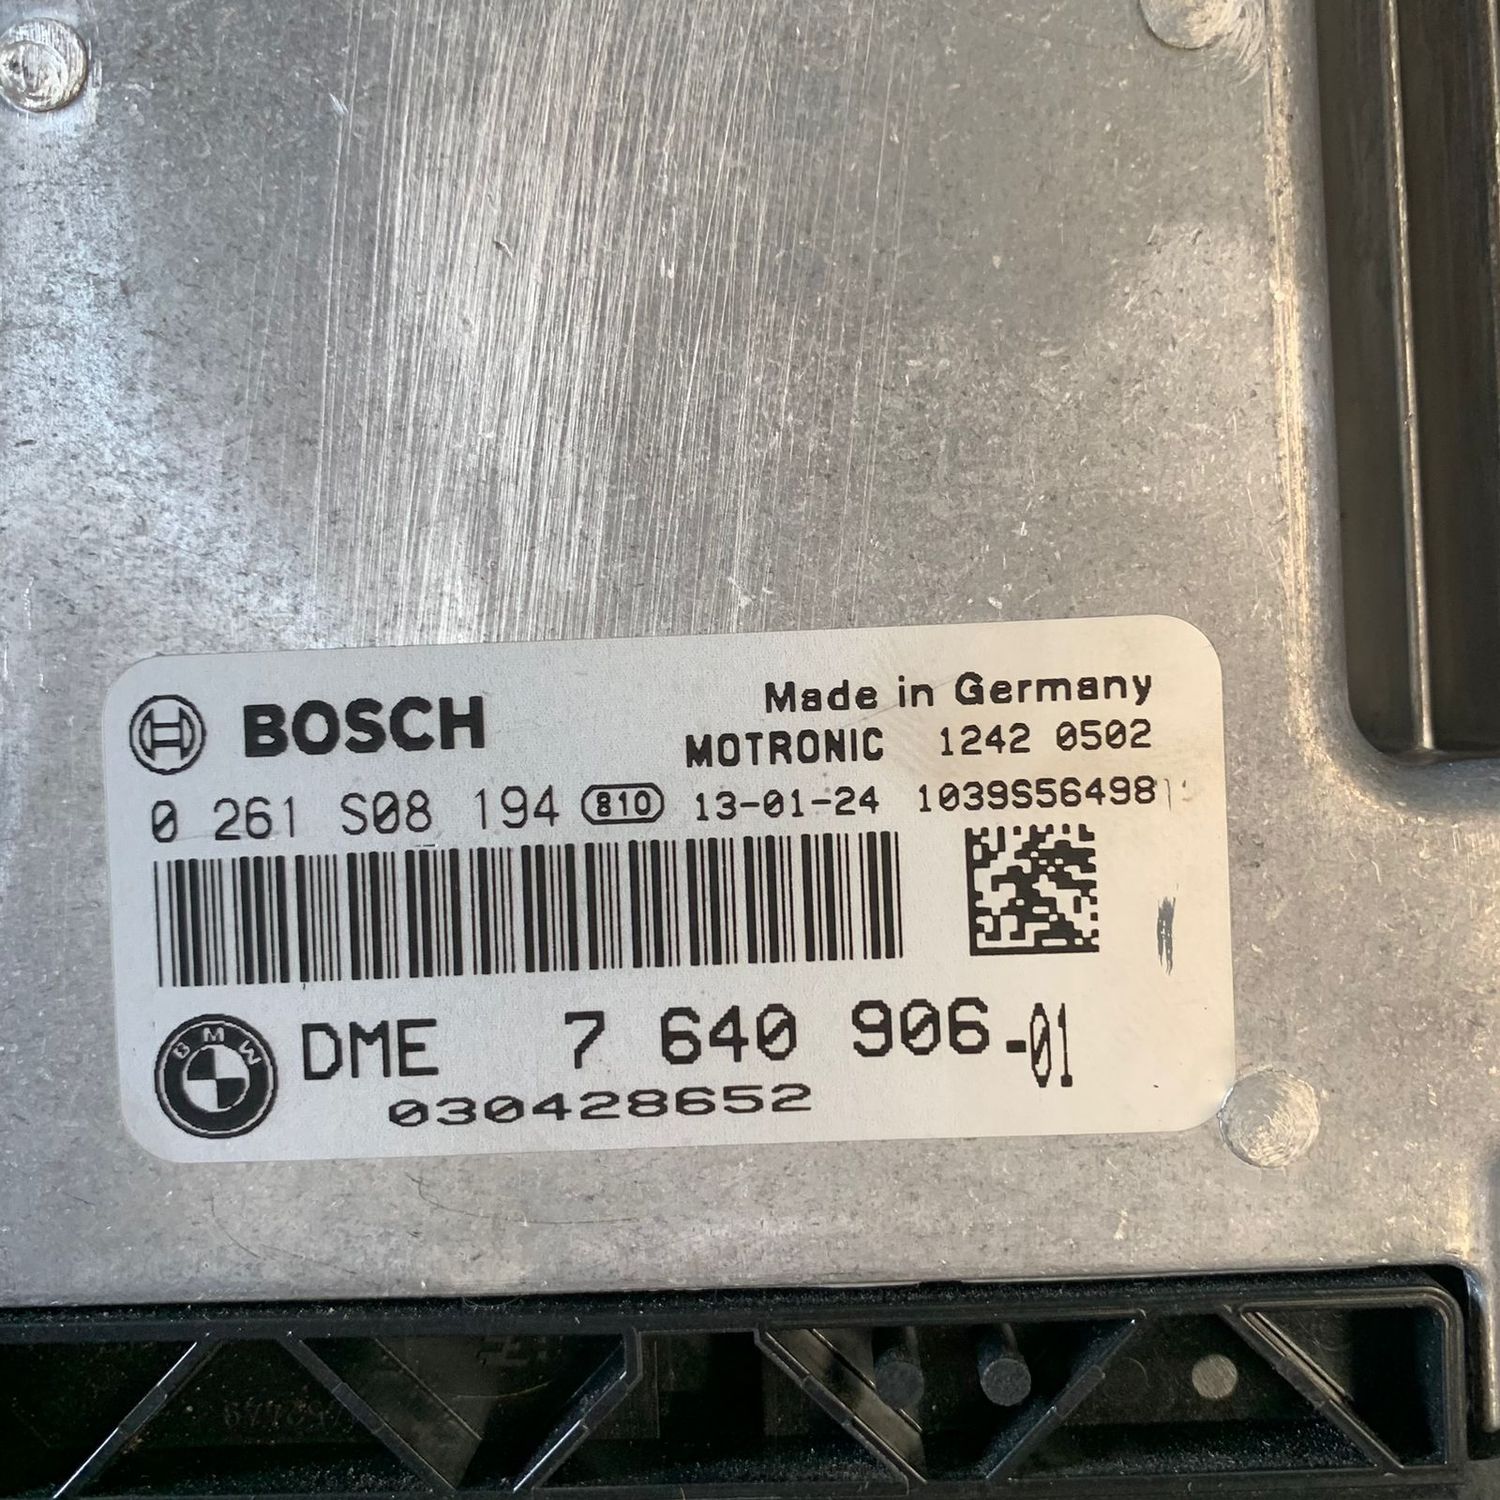 BOSCH
Made in Germany
MOTRONIC 1242 0502
0 261 S08 194 810 13-01-24 1039S56498
BMW
DME 7 640 906-01
030428652